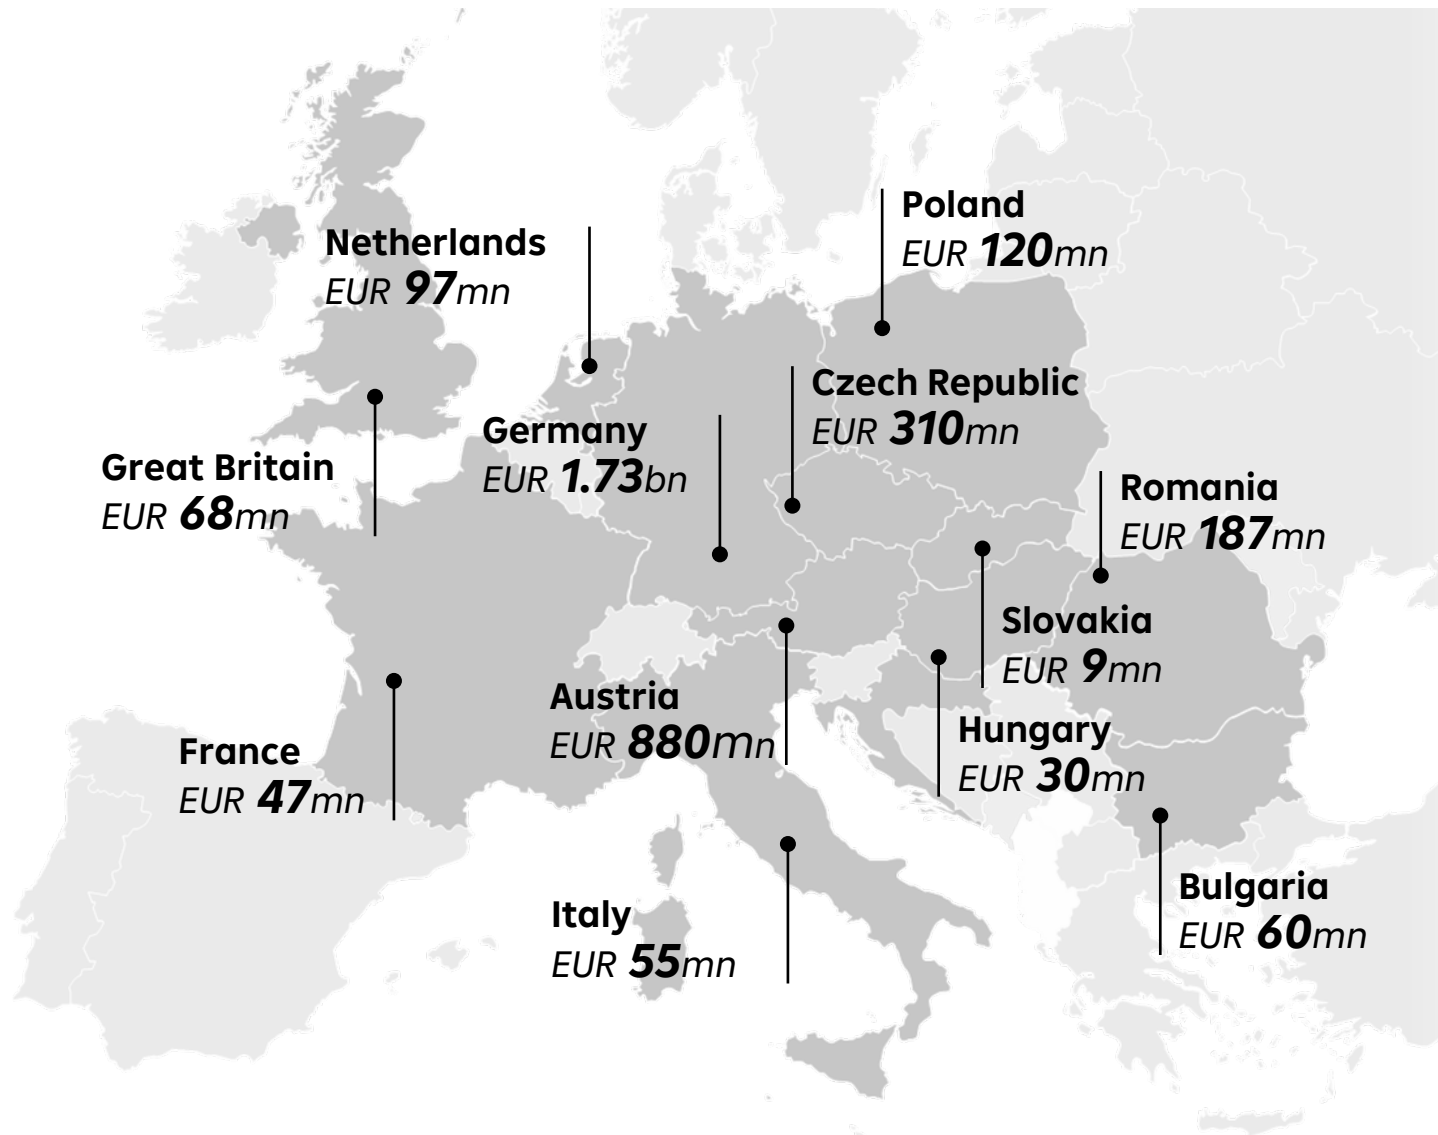 Poland
EUR 120mn
Netherlands
EUR 97mn
Czech Republic
EUR 310mn
Germany
EUR 1.73bn
Great Britain
EUR 68mn
Romania
EUR 187mn
Slovakia
EUR 9mn
Austria
EUR 880mn
Hungary
EUR 30mn
France
EUR 47mn
Bulgaria
EUR 60mn
Italy
EUR 55mn